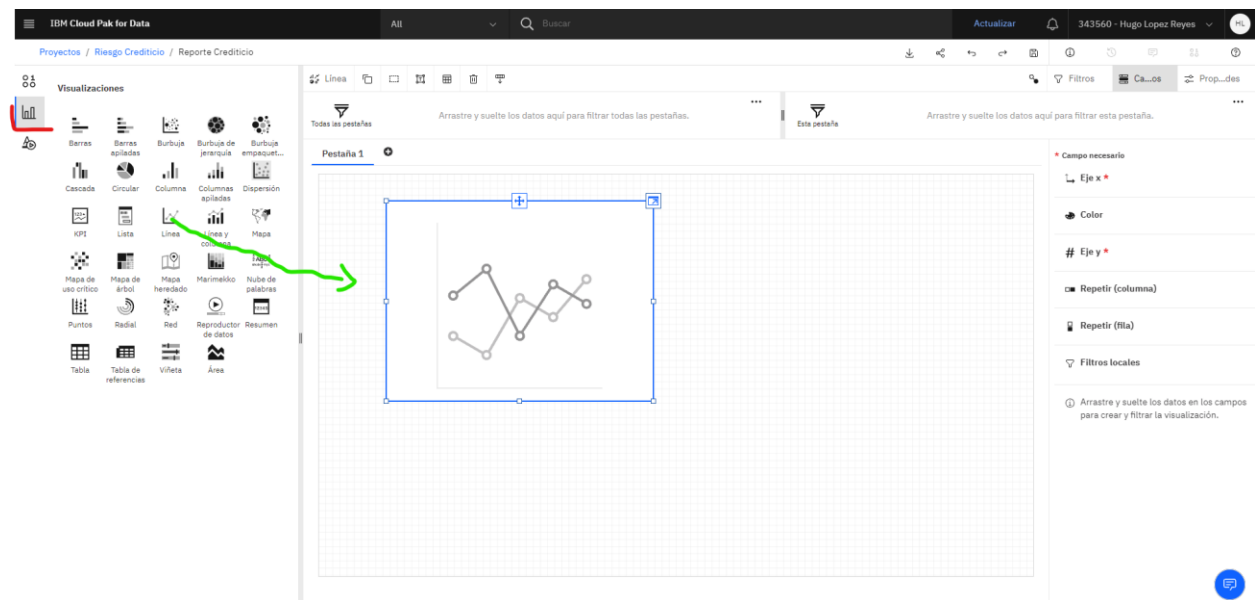 IBM Cloud Pak for Data
All
Buscar
Actualizar
343560 - Hugo Lopez Reyes
HL
Proyectos / Riesgo Crediticio / Reporte Crediticio
Visualizaciones
Línea
Filtros
Ca...os
Prop...des
Todas las pestañas
Arrastre y suelte los datos aquí para filtrar todas las pestañas.
Esta pestaña
Arrastre y suelte los datos aquí para filtrar esta pestaña.
Barras
Barras apiladas
Burbuja
Burbuja de jerarquía
Burbuja empaquet...
Cascada
Circular
Columna
Columnas apiladas
Dispersión
KPI
Lista
Línea
Línea y columna
Mapa
Mapa de uso crítico
Mapa de árbol
Mapa heredado
Marimekko
Nube de palabras
Puntos
Radial
Red
Reproductor de datos
Resumen
Tabla
Tabla de referencias
Viñeta
Área
Pestaña 1
* Campo necesario
Eje x *
Color
# Eje y *
Repetir (columna)
Repetir (fila)
Filtros locales
Arrastre y suelte los datos en los campos
para crear y filtrar la visualización.